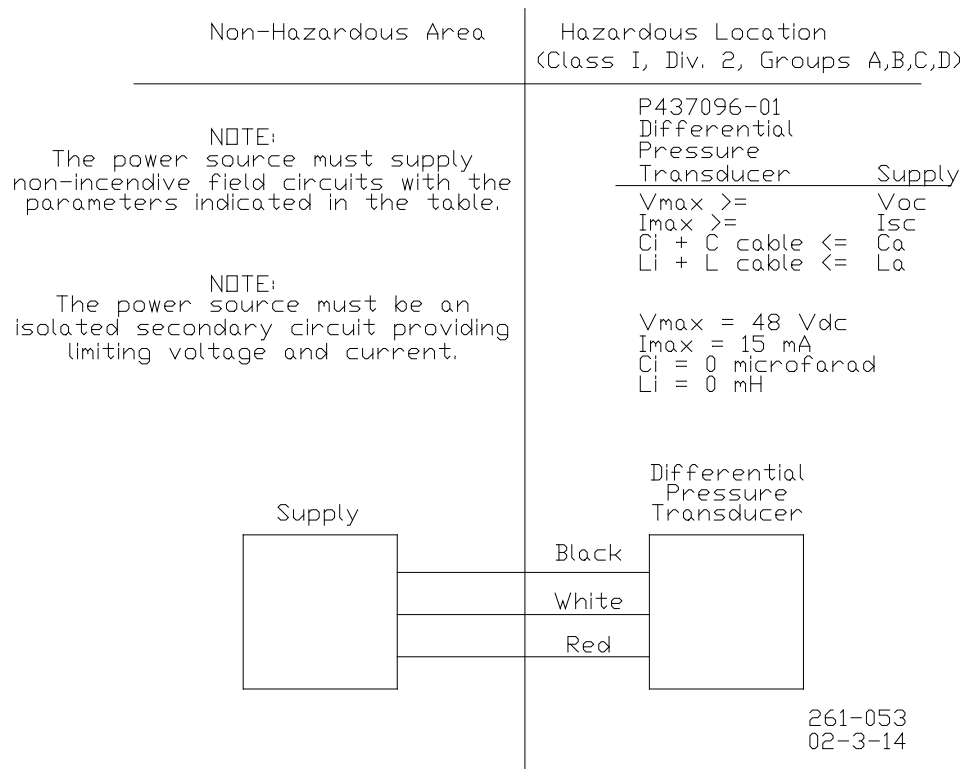 Non-Hazardous Area
Hazardous Location
(Class I, Div. 2, Groups A,B,C,D)
NOTE:
The power source must supply
non-incendive field circuits with the
parameters indicated in the table.
NOTE:
The power source must be an
isolated secondary circuit providing
limiting voltage and current.
P437096-01
Differential
Pressure
Transducer Supply
Vmax >= Voc
Imax >= Isc
Ci + C cable <= Ca
Li + L cable <= La
Vmax = 48 Vdc
Imax = 15 mA
Ci = 0 microfarad
Li = 0 mH
Supply
Differential
Pressure
Transducer
Black
White
Red
261-053
02-3-14